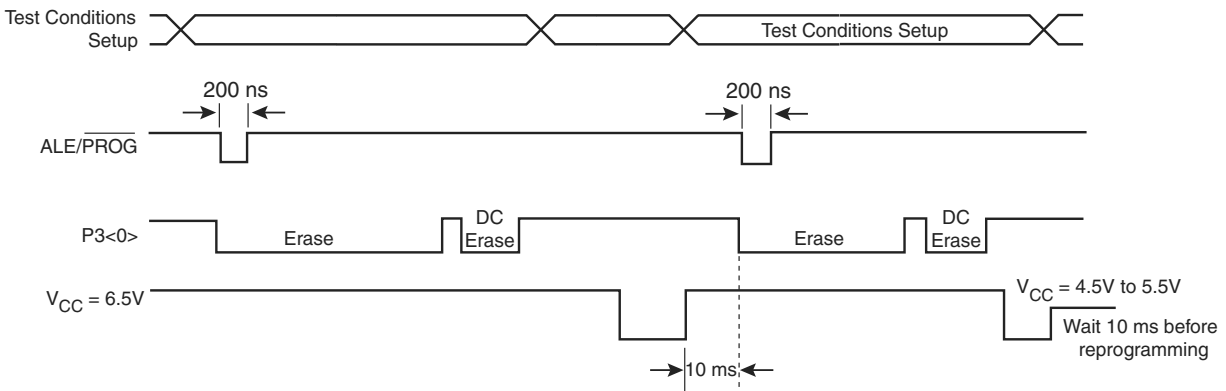 Test Conditions
Setup
Test Conditions Setup
200 ns
200 ns
ALE/PROG
P3<0>
Erase
DC
Erase
Erase
DC
Erase
VCC = 6.5V
VCC = 4.5V to 5.5V
Wait 10 ms before
reprogramming
10 ms